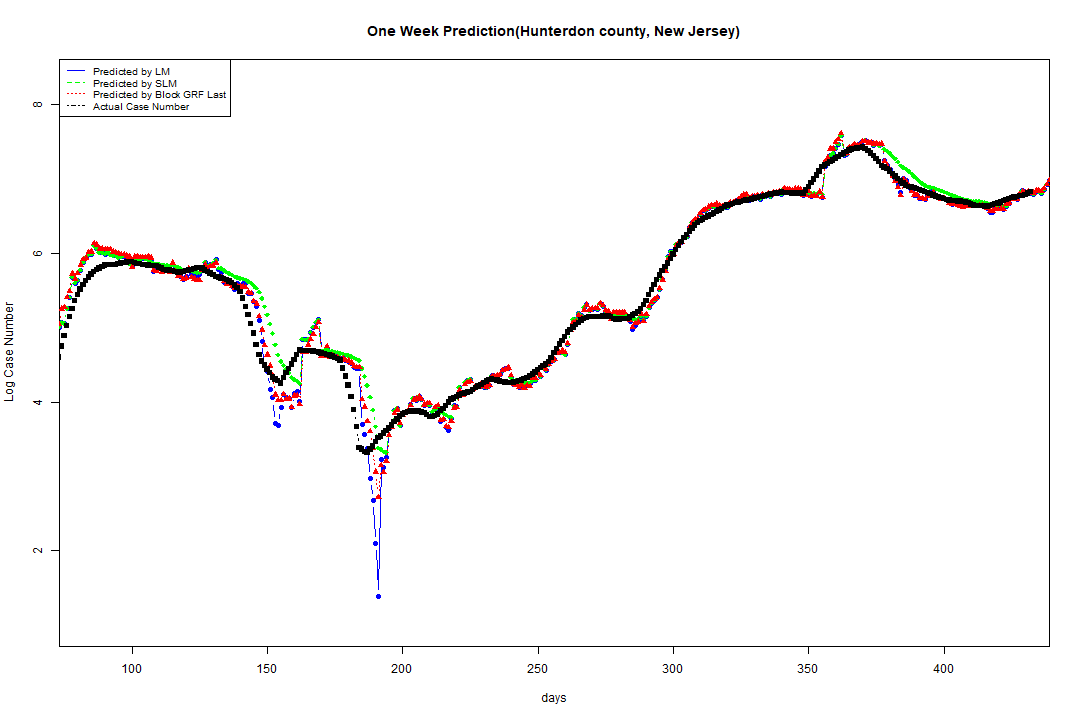 One Week Prediction(Hunterdon county, New Jersey)
Predicted by LM
Predicted by SLM
Predicted by Block GRF Last
Actual Case Number
8
6
4
2
Log Case Number
100 150 200 250 300 350 400
days